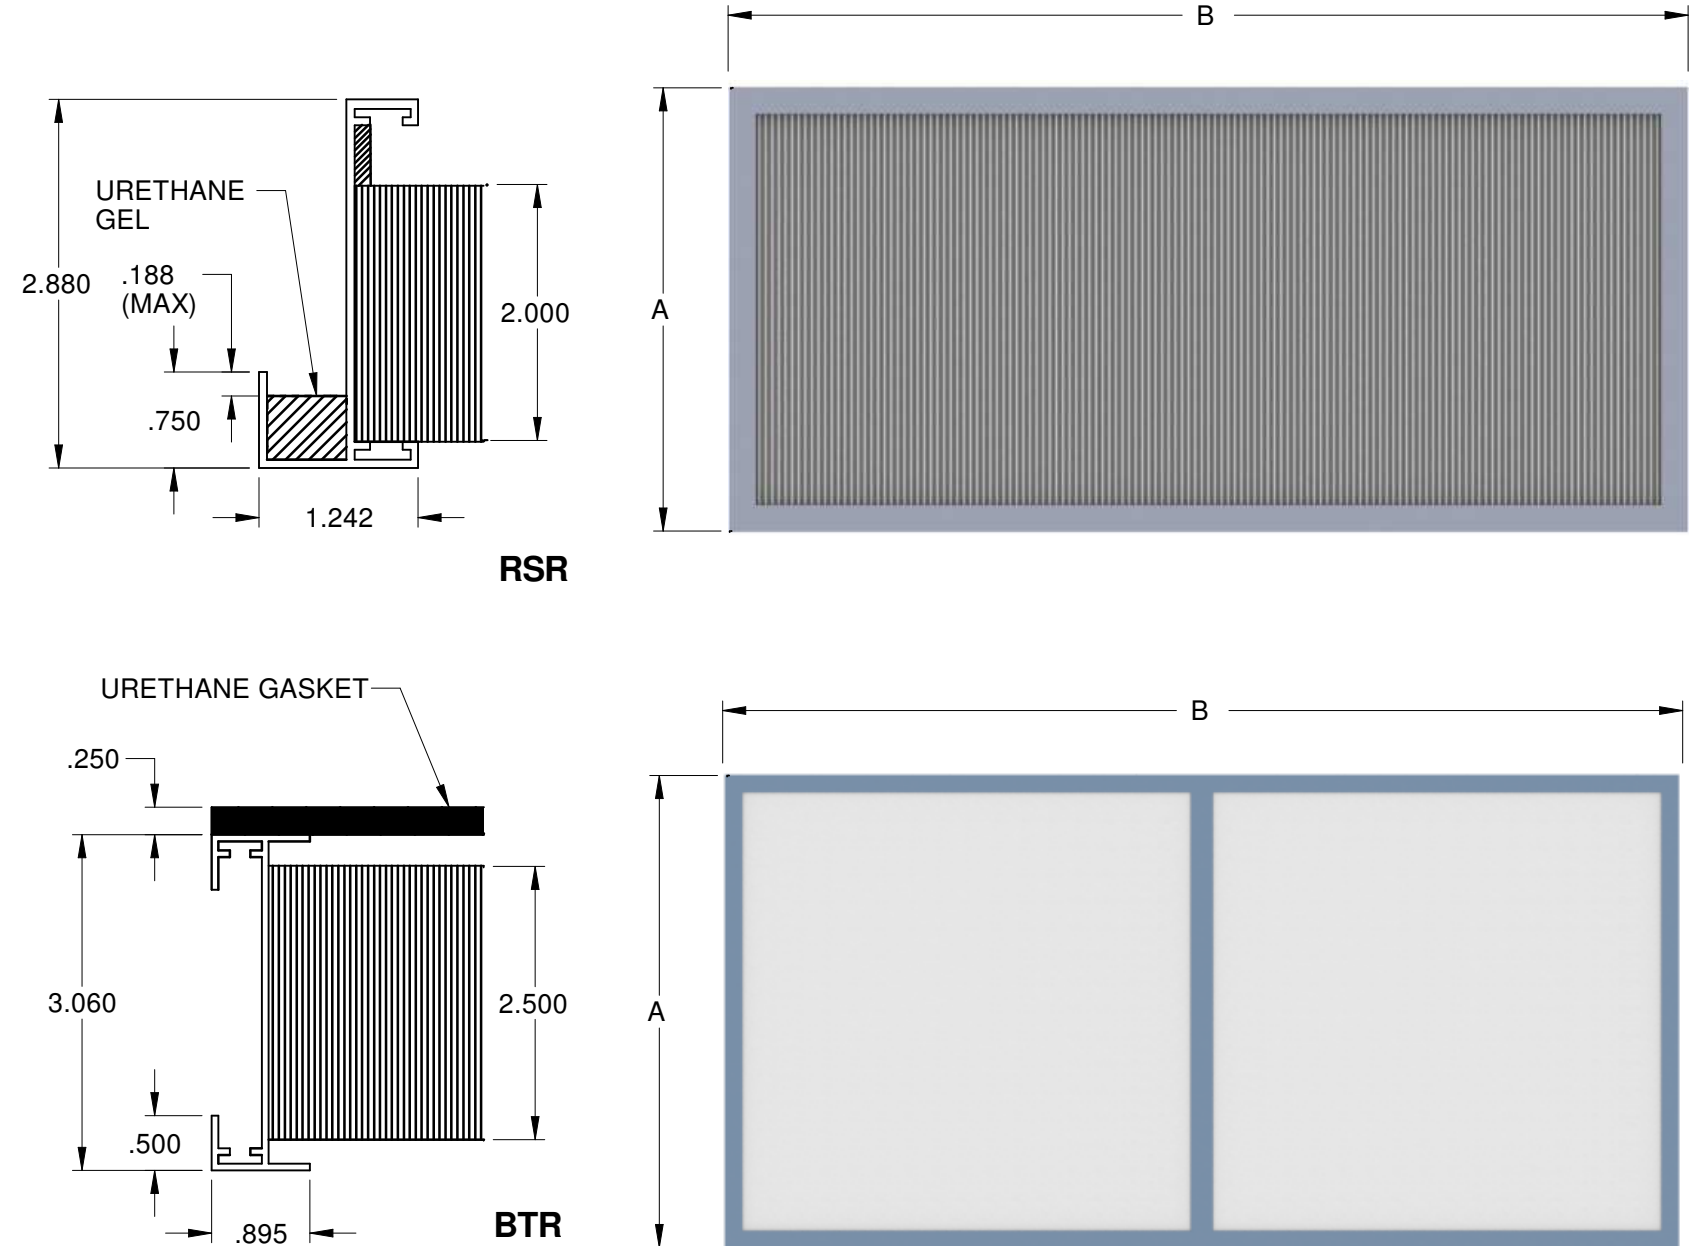 B
URETHANE
GEL
2.880
.188
(MAX)
2.000
A
.750
1.242
RSR
URETHANE GASKET
B
.250
3.060
2.500
A
.500
.895
BTR